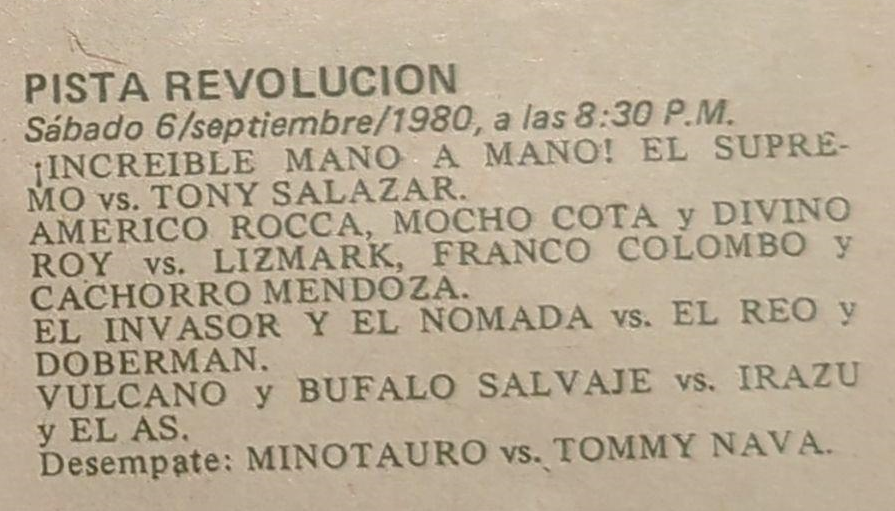 PISTA REVOLUCION
Sábado 6/septiembre/1980, a las 8:30 P.M.
¡INCREIBLE MANO A MANO! EL SUPRE-
MO vs. TONY SALAZAR.
AMERICO ROCCA, MOCHO COTA y DIVINO
ROY vs. LIZMARK, FRANCO COLOMBO y
CACHORRO MENDOZA.
EL INVASOR Y EL NOMADA vs. EL REO y
DOBERMAN.
VULCANO y BUFALO SALVAJE vs. IRAZU
y EL AS.
Desempate: MINOTAURO vs. TOMMY NAVA.